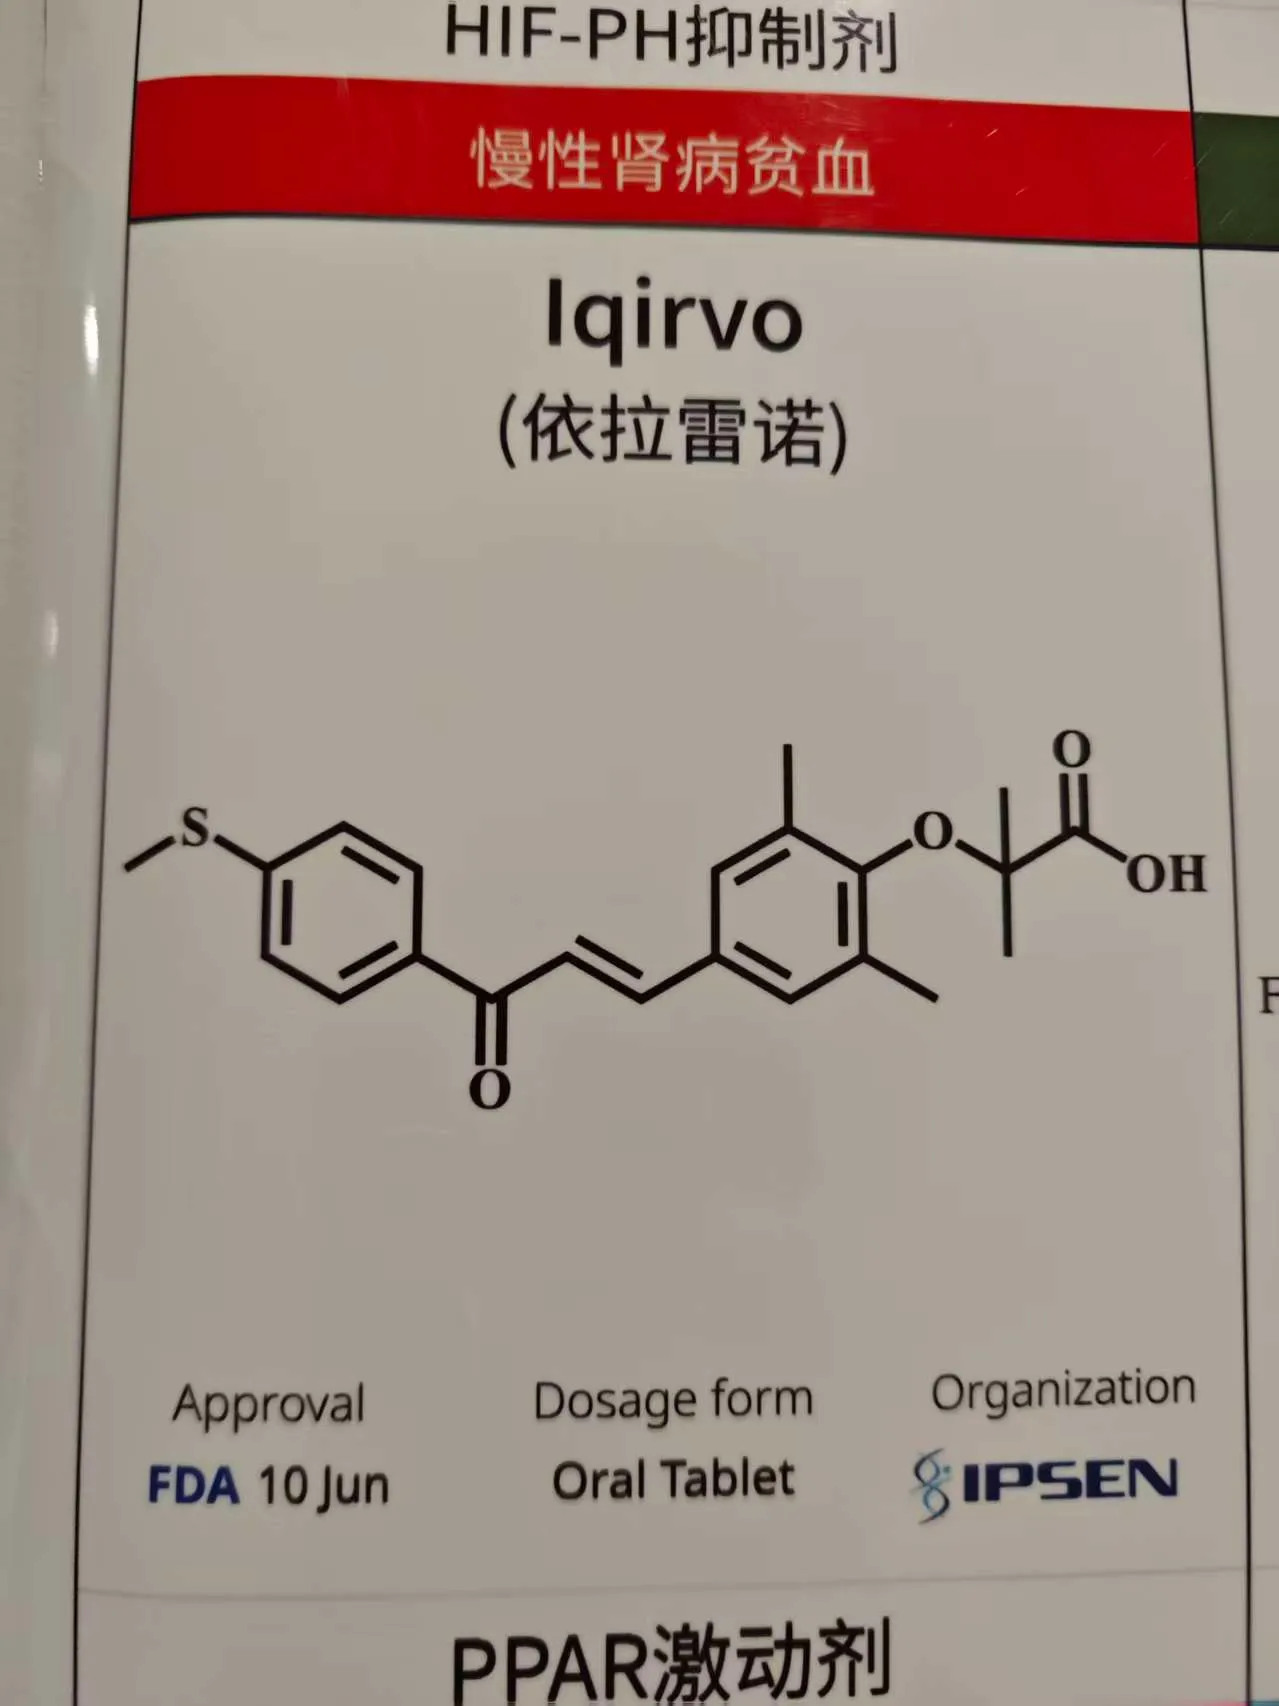 HIF-PH抑制剂
慢性肾病贫血
Iqirvo
(依拉雷诺)
S
O
O
O
OH
F
Approval
Dosage form
Organization
FDA 10 Jun
Oral Tablet
IPSEN
PPAR激动剂